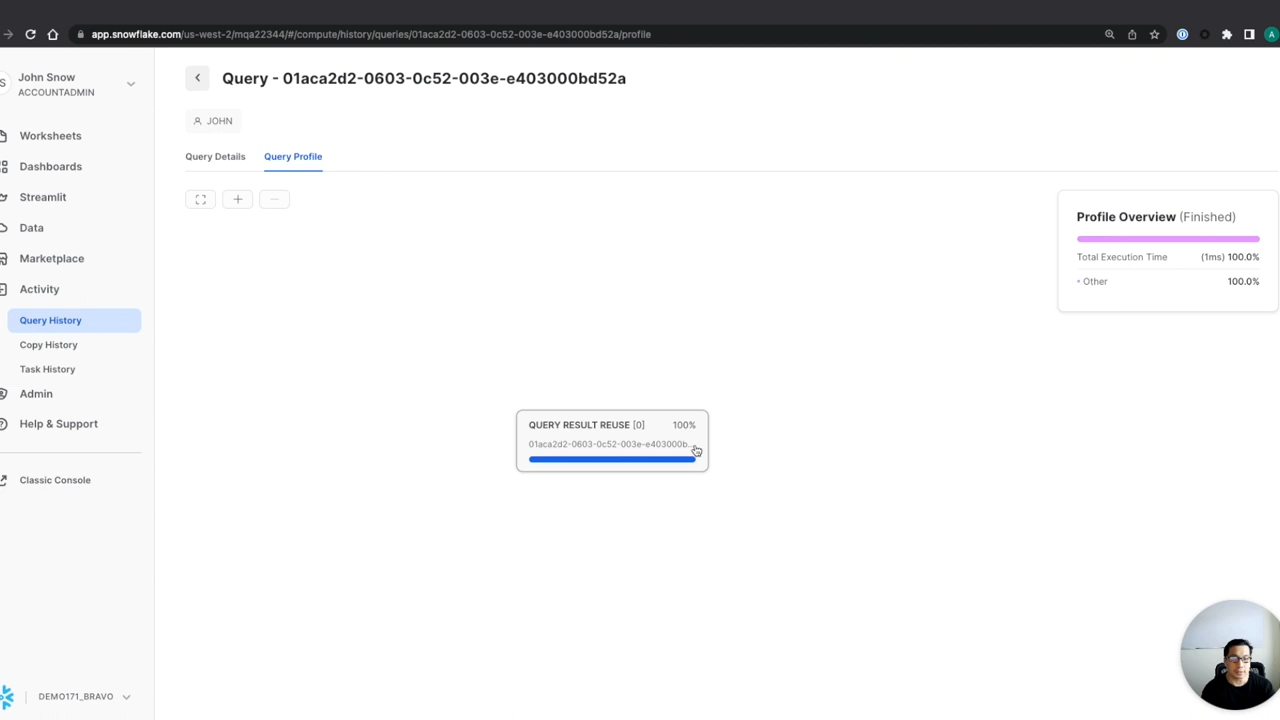 app.snowflake.com/us-west-2/mqa22344/#/compute/history/queries/01aca2d2-0603-0c52-003e-e403000bd52a/profile
A
S
John Snow
ACCOUNTADMIN
Worksheets
Dashboards
Streamlit
Data
Marketplace
Activity
Query History
Copy History
Task History
Admin
Help & Support
Classic Console
DEMO171_BRAVO
Query - 01aca2d2-0603-0c52-003e-e403000bd52a
JOHN
Query Details
Query Profile
QUERY RESULT REUSE [0] 100%
01aca2d2-0603-0c52-003e-e403000b...
Profile Overview (Finished)
Total Execution Time (1ms) 100.0%
Other 100.0%